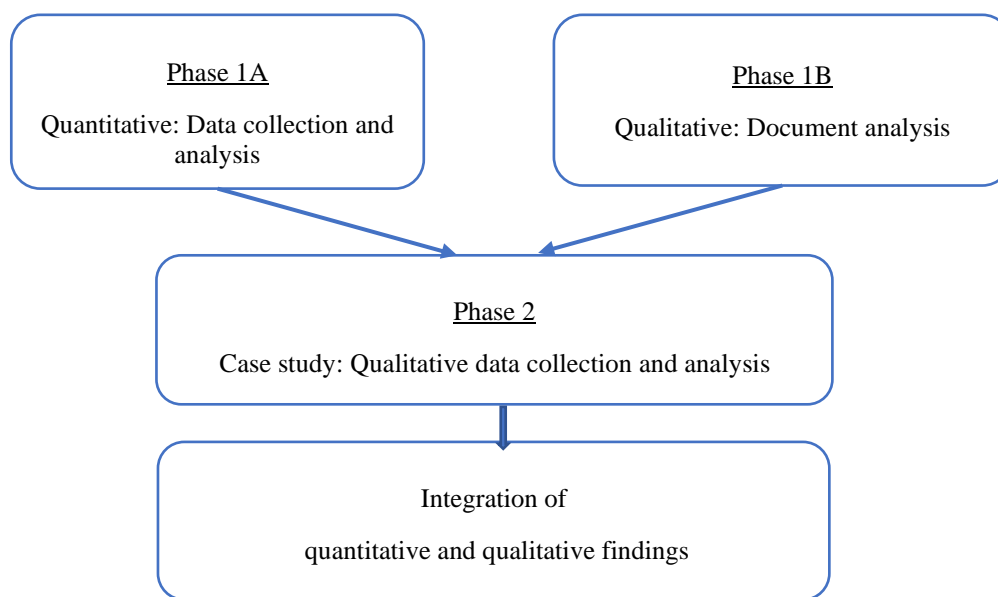 Phase 1A
Quantitative: Data collection and
analysis
Phase 1B
Qualitative: Document analysis
Phase 2
Case study: Qualitative data collection and analysis
Integration of
quantitative and qualitative findings